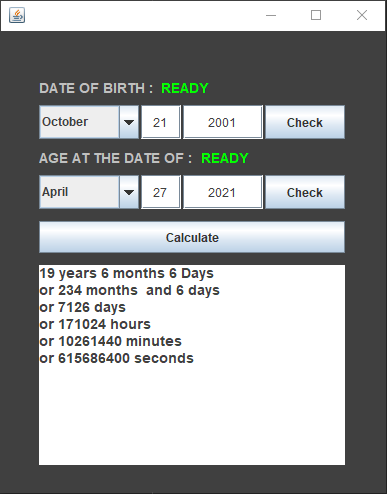 DATE OF BIRTH : READY
October 21 2001 Check
AGE AT THE DATE OF : READY
April 27 2021 Check
Calculate
19 years 6 months 6 Days
or 234 months  and 6 days
or 7126 days
or 171024 hours
or 10261440 minutes
or 615686400 seconds